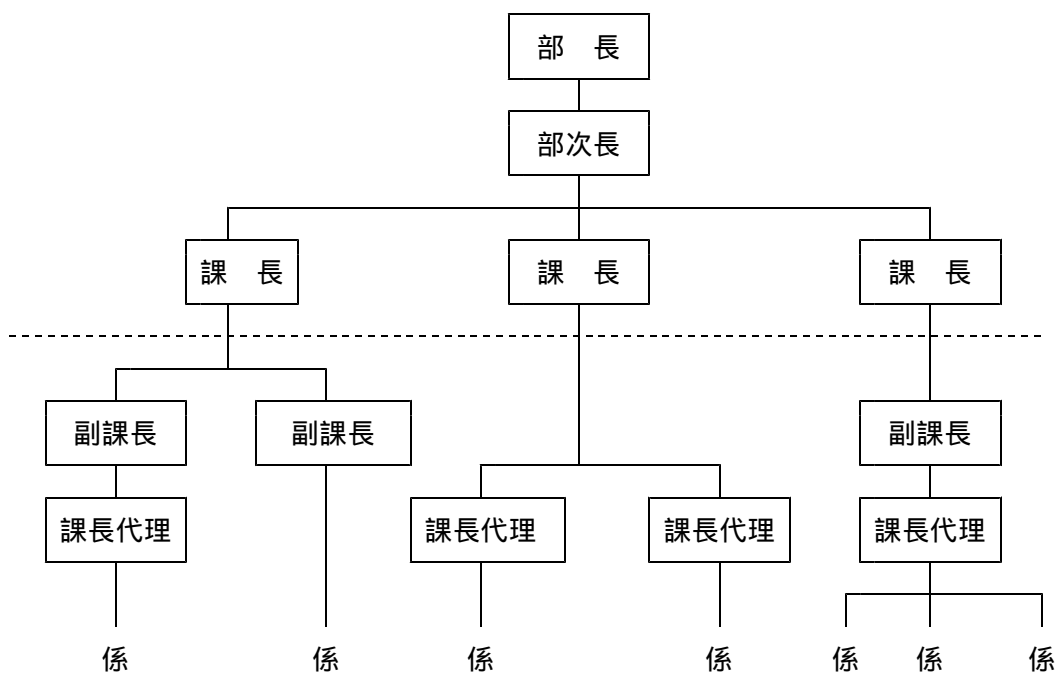 部　長
部次長
課　長　課　長　課　長
副課長　副課長　副課長
課長代理　課長代理　課長代理　課長代理
係　係　係　係　係　係　係